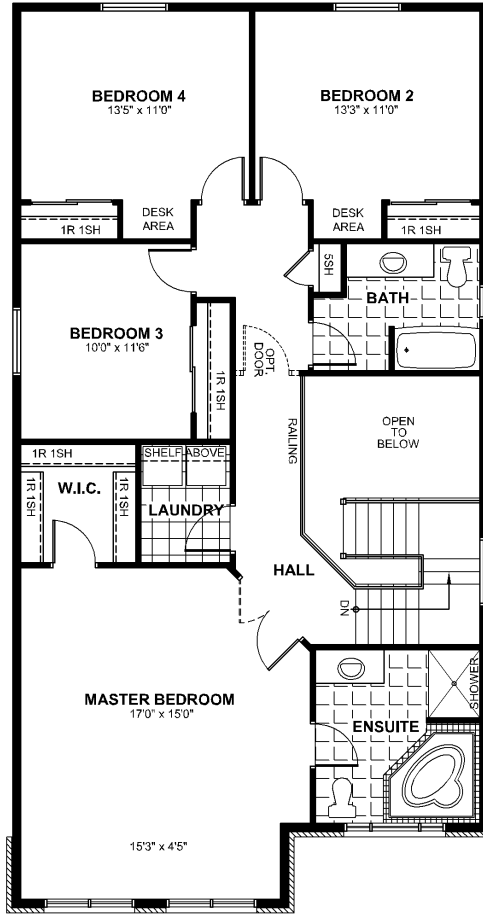 BEDROOM 4
13'5" x 11'0"
BEDROOM 2
13'3" x 11'0"
DESK
AREA
1R 1SH
DESK
AREA
1R 1SH
5SH
BATH
BEDROOM 3
10'0" x 11'6"
1R 1SH
OPT.
DOOR
RAILING
OPEN
TO
BELOW
1R 1SH
W.I.C.
1R 1SH
1R 1SH
SHELF ABOVE
LAUNDRY
HALL
DN
MASTER BEDROOM
17'0" x 15'0"
SHOWER
ENSUITE
15'3" x 4'5"